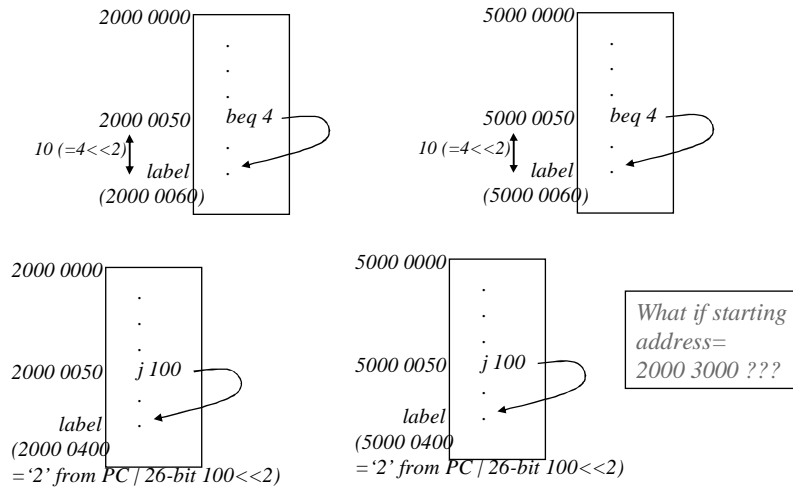 2000 0000
2000 0050
beq 4
10 (=4<<2)
label
(2000 0060)
5000 0000
5000 0050
beq 4
10 (=4<<2)
label
(5000 0060)
2000 0000
2000 0050
j 100
label
(2000 0400
=‘2’ from PC | 26-bit 100<<2)
5000 0000
5000 0050
j 100
label
(5000 0400
=‘2’ from PC | 26-bit 100<<2)
What if starting
address=
2000 3000 ???